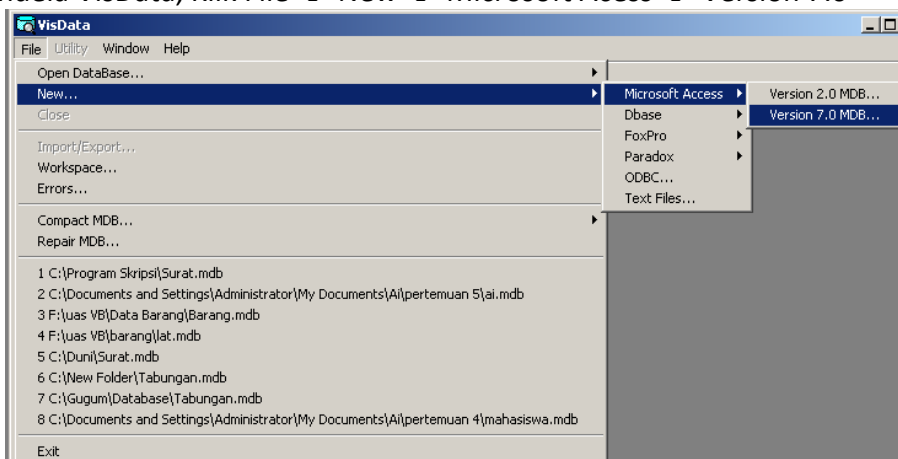 VisData
File Utility Window Help
Open DataBase...
New...
Close
Import/Export...
Workspace...
Errors...
Compact MDB...
Repair MDB...
1 C:\Program Skripsi\Surat.mdb
2 C:\Documents and Settings\Administrator\My Documents\Ai\pertemuan 5\ai.mdb
3 F:\uas VB\Data Barang\Barang.mdb
4 F:\uas VB\barang\lat.mdb
5 C:\Duni\Surat.mdb
6 C:\New Folder\Tabungan.mdb
7 C:\Gugum\Database\Tabungan.mdb
8 C:\Documents and Settings\Administrator\My Documents\Ai\pertemuan 4\mahasiswa.mdb
Exit
Microsoft Access
Dbase
FoxPro
Paradox
ODBC...
Text Files...
Version 2.0 MDB...
Version 7.0 MDB...